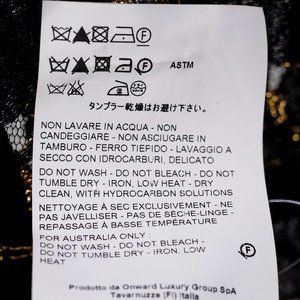 F
F ASTM
タンブラー乾燥はお避け下さい。
NON LAVARE IN ACQUA - NON
CANDEGGIARE - NON ASCIUGARE IN
TAMBURO - FERRO TIEPIDO - LAVAGGIO A
SECCO CON IDROCARBURI, DELICATO
DO NOT WASH - DO NOT BLEACH - DO NOT
TUMBLE DRY - IRON, LOW HEAT - DRY
CLEAN, WITH HYDROCARBON SOLUTIONS
NETTOYAGE À SEC EXCLUSIVEMENT - NE
PAS JAVELLISER - PAS DE SÈCHE-LINGE -
REPASSAGE À BASSE TEMPÉRATURE
FOR AUSTRALIA ONLY :
DO NOT WASH - DO NOT BLEACH -
DO NOT TUMBLE DRY - IRON, LOW
HEAT
F
Prodotto da Onward Luxury Group SpA
Tavarnuzze (FI) Italia